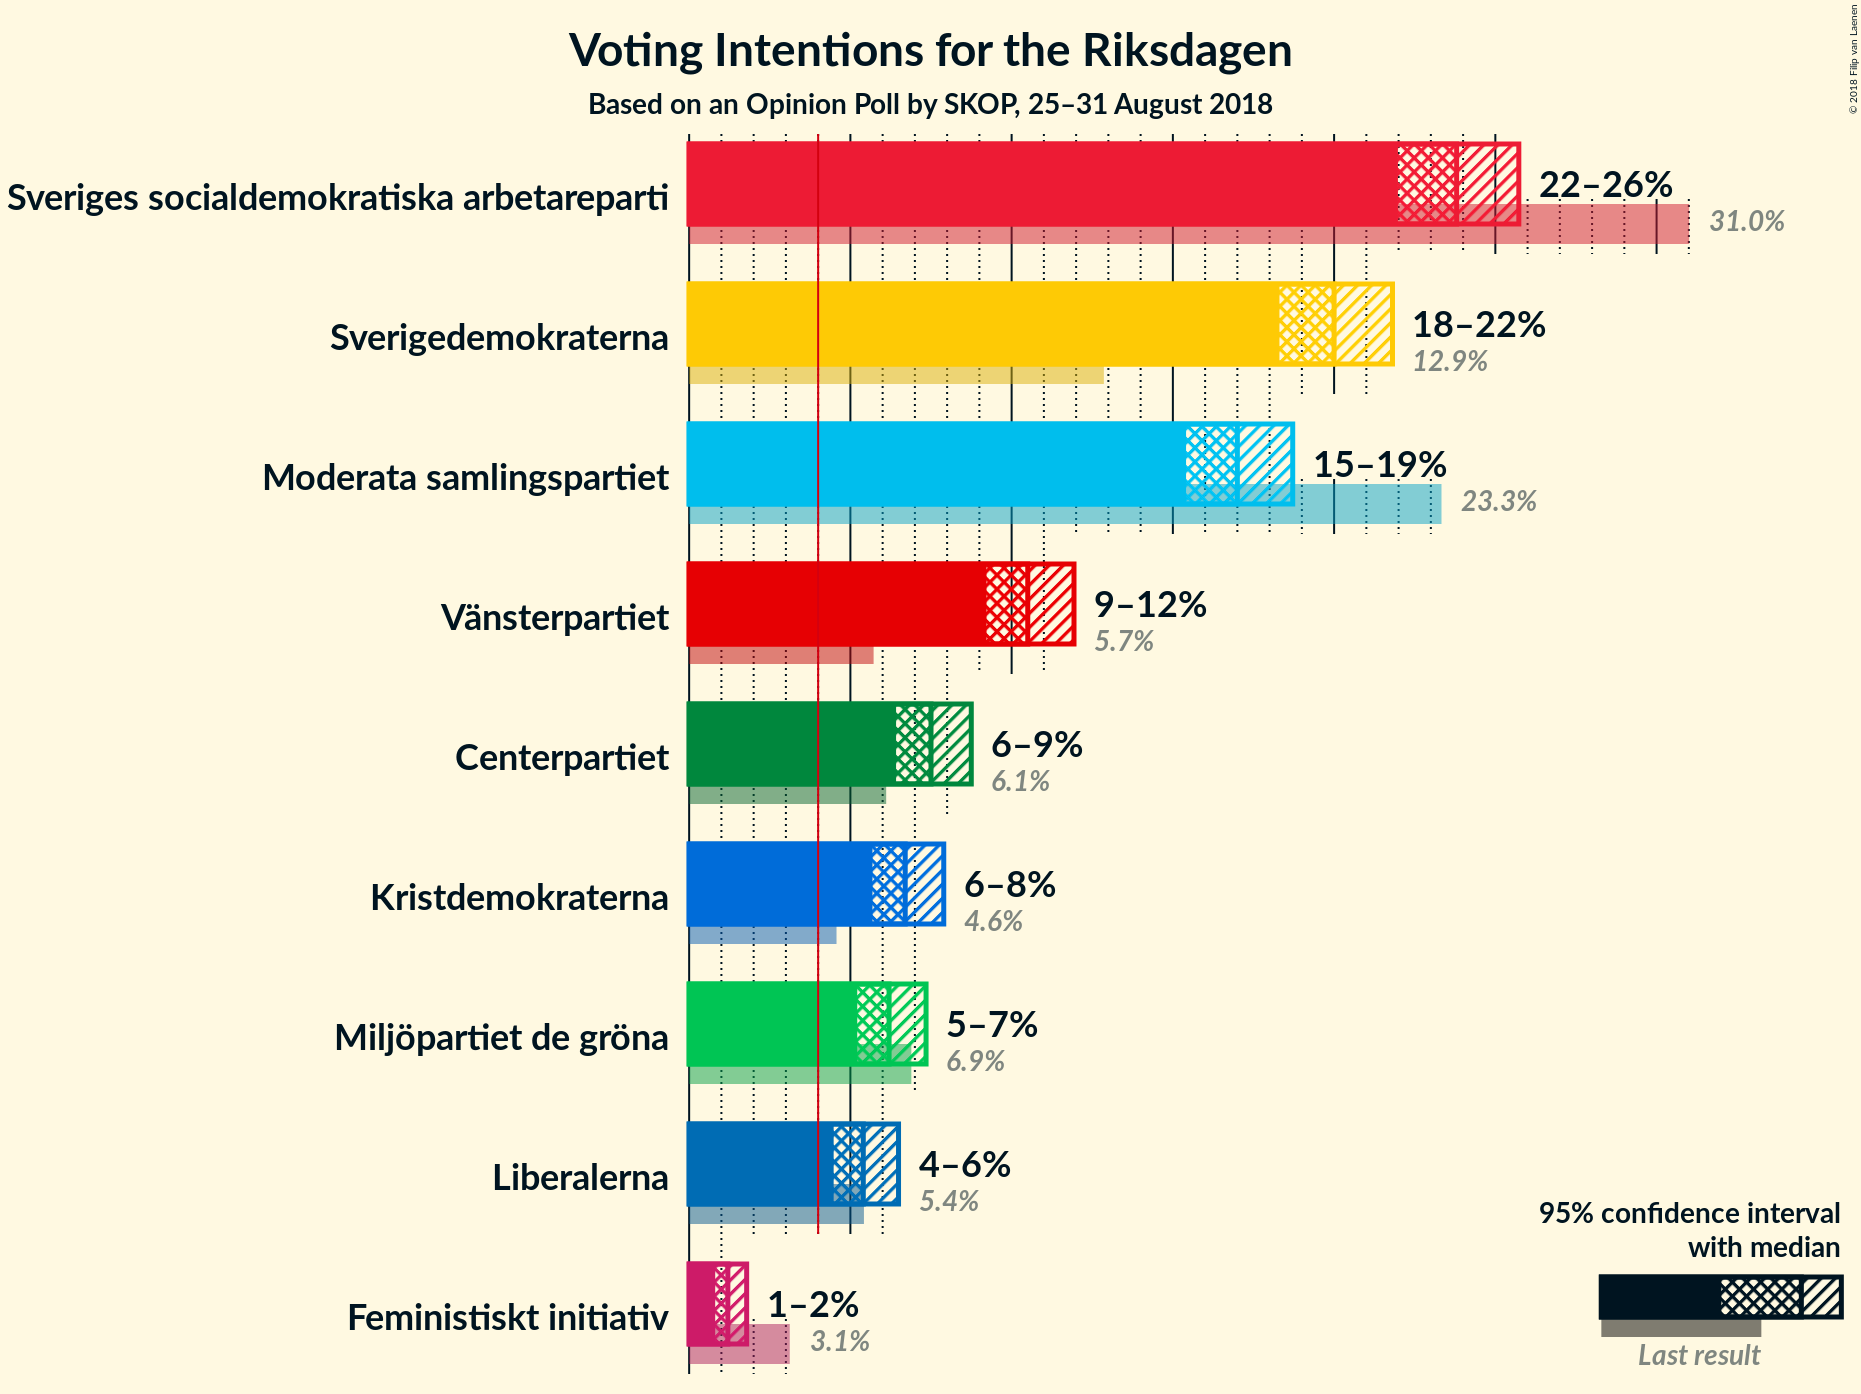 Voting Intentions for the Riksdagen
Based on an Opinion Poll by SKOP, 25–31 August 2018
© 2018 Filip van Laenen
Sveriges socialdemokratiska arbetareparti
22–26%
31.0%
Sverigedemokraterna
18–22%
12.9%
Moderata samlingspartiet
15–19%
23.3%
Vänsterpartiet
9–12%
5.7%
Centerpartiet
6–9%
6.1%
Kristdemokraterna
6–8%
4.6%
Miljöpartiet de gröna
5–7%
6.9%
Liberalerna
4–6%
5.4%
Feministiskt initiativ
1–2%
3.1%
95% confidence interval
with median
Last result